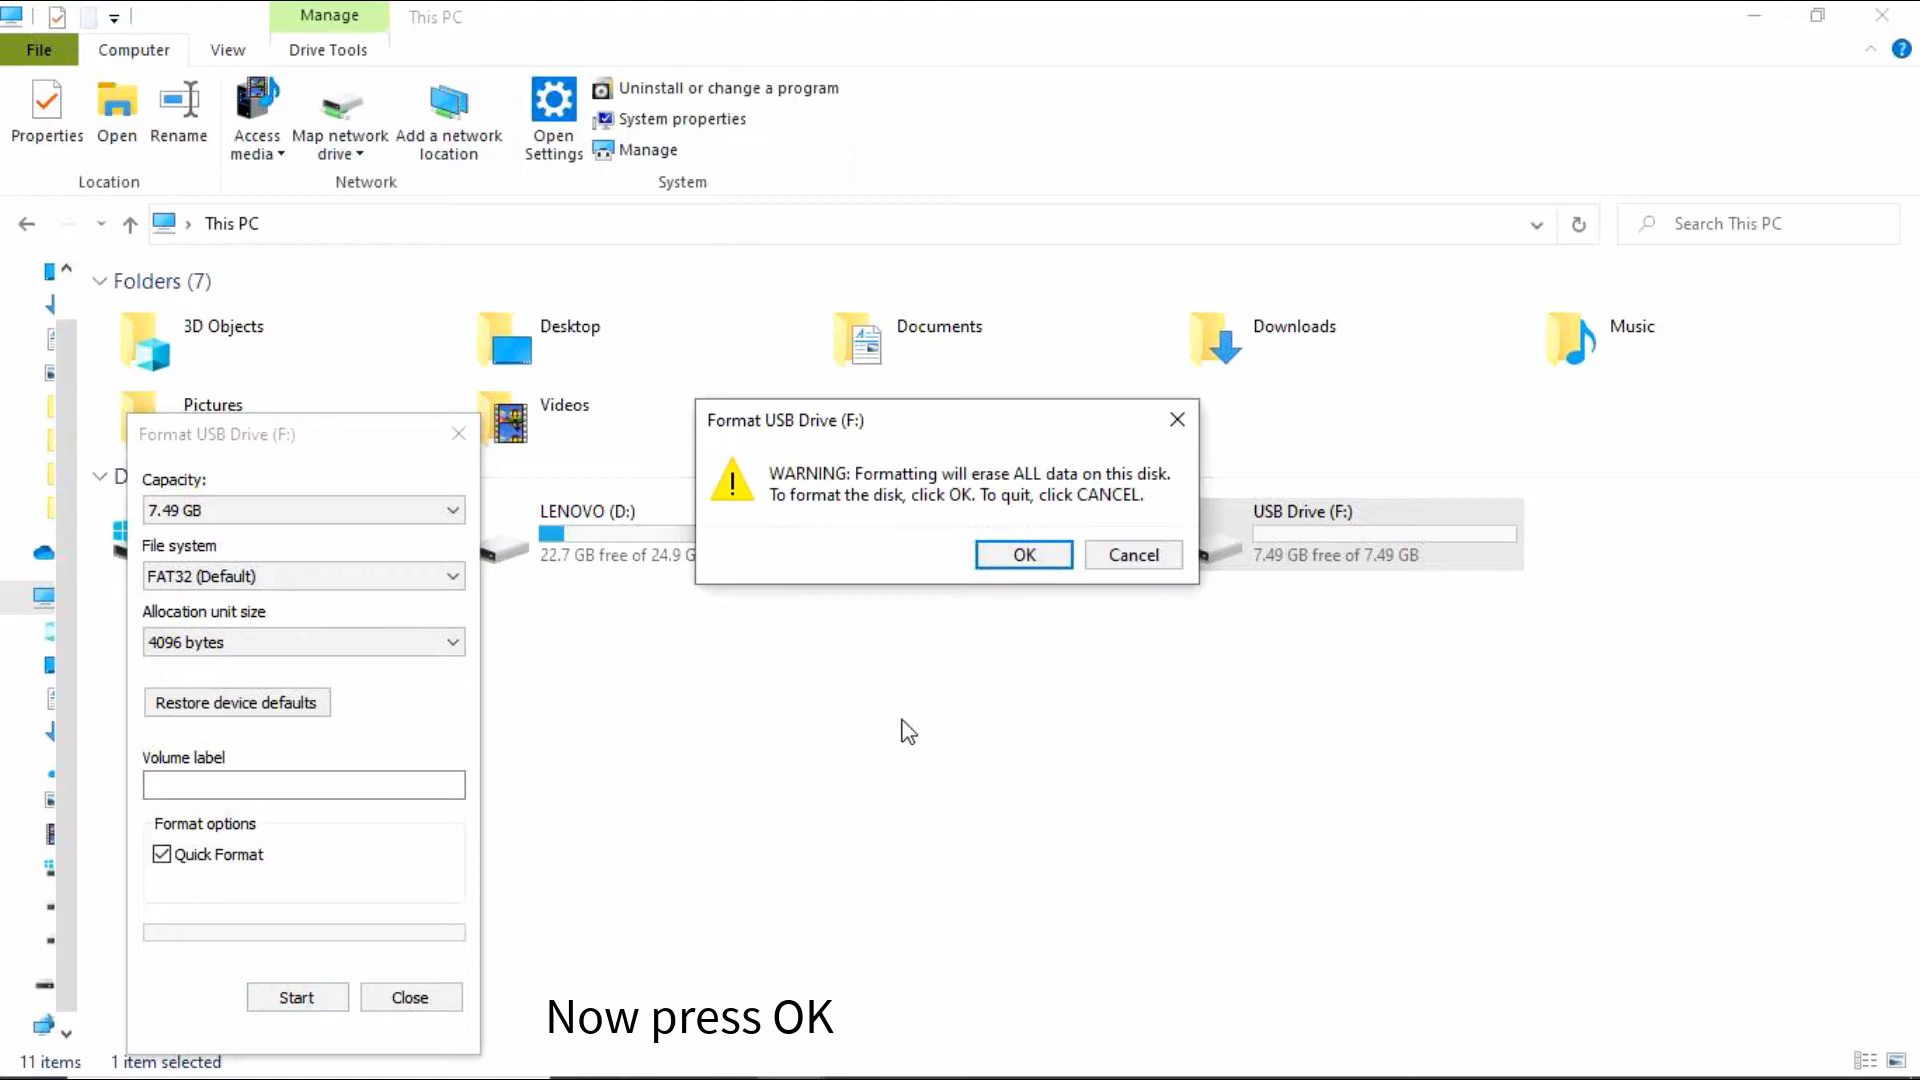 Manage
This PC
File
Computer
View
Drive Tools
?
Properties
Open
Rename
Access
media
Map network
drive
Add a network
location
Open
Settings
Uninstall or change a program
System properties
Manage
Location
Network
System
This PC
Search This PC
Folders (7)
3D Objects
Desktop
Documents
Downloads
Music
Pictures
Videos
Format USB Drive (F:)
Capacity:
7.49 GB
File system
FAT32 (Default)
Allocation unit size
4096 bytes
Restore device defaults
Volume label
Format options
Quick Format
Start
Close
D
LENOVO (D:)
22.7 GB free of 24.9 G
Format USB Drive (F:)
WARNING: Formatting will erase ALL data on this disk.
To format the disk, click OK. To quit, click CANCEL.
OK
Cancel
USB Drive (F:)
7.49 GB free of 7.49 GB
Now press OK
11 items
1 item selected